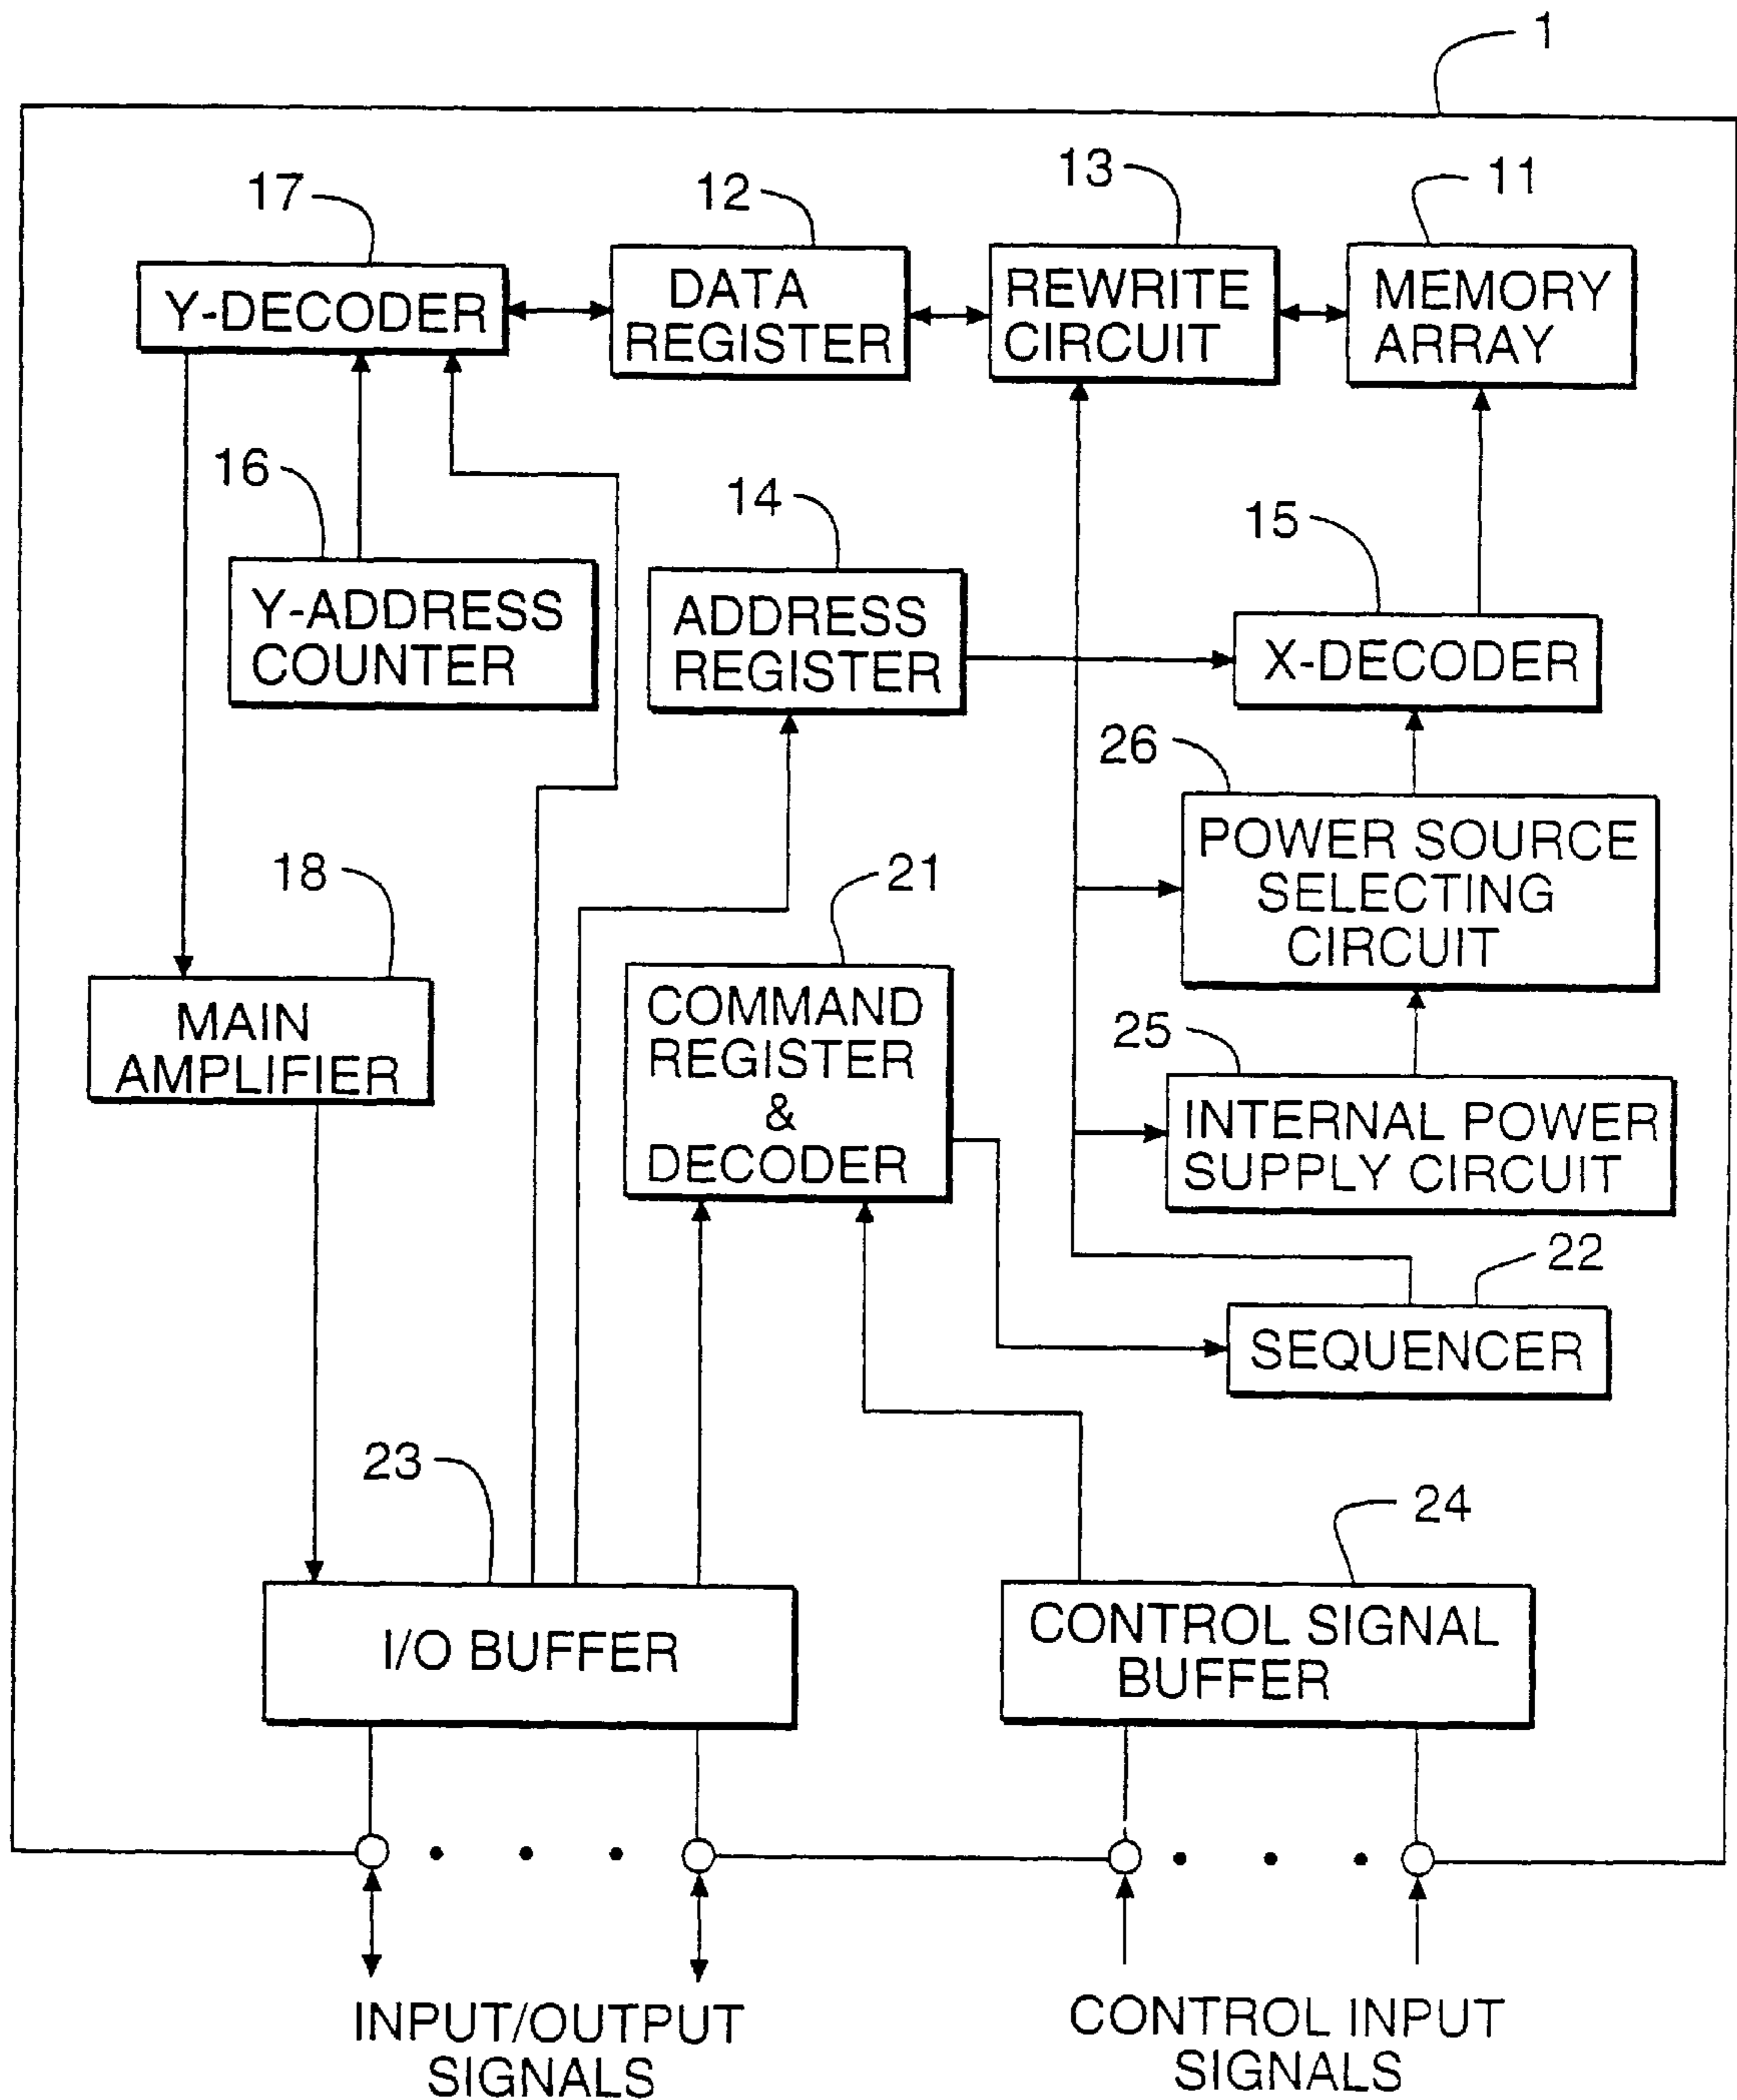 1
17
12
13
11
Y-DECODER
DATA
REGISTER
REWRITE
CIRCUIT
MEMORY
ARRAY
16
14
15
Y-ADDRESS
COUNTER
ADDRESS
REGISTER
X-DECODER
26
POWER SOURCE
SELECTING
CIRCUIT
18
21
MAIN
AMPLIFIER
COMMAND
REGISTER
&
DECODER
25
INTERNAL POWER
SUPPLY CIRCUIT
22
SEQUENCER
23
24
I/O BUFFER
CONTROL SIGNAL
BUFFER
INPUT/OUTPUT
SIGNALS
CONTROL INPUT
SIGNALS